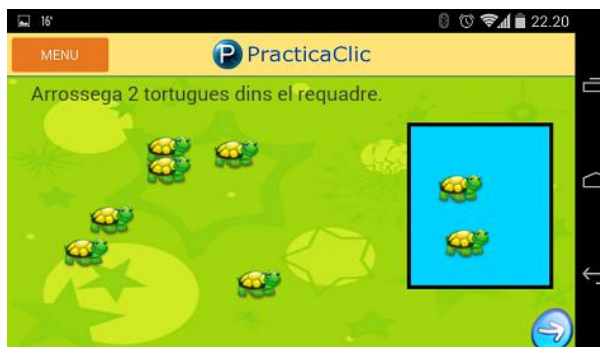 16°
22.20
MENU
P PracticaClic
Arrossega 2 tortugues dins el requadre.